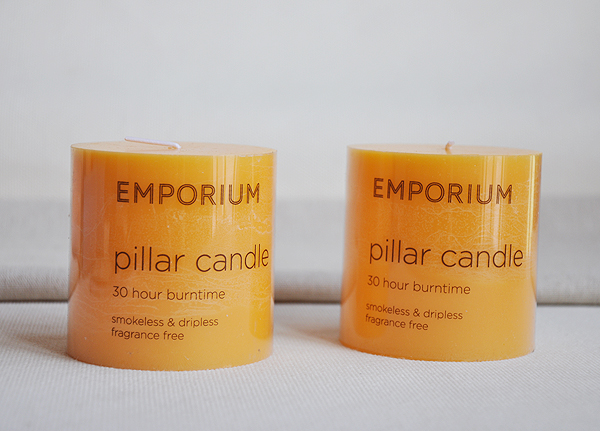 EMPORIUM
pillar candle
30 hour burntime
smokeless & dripless
fragrance free
EMPORIUM
pillar candle
30 hour burntime
smokeless & dripless
fragrance free